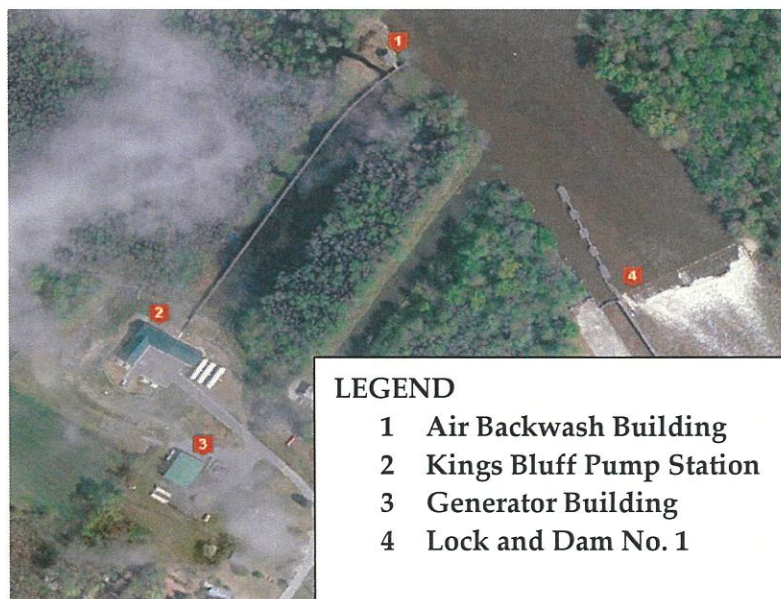 1
2
4
3
LEGEND
1 Air Backwash Building
2 Kings Bluff Pump Station
3 Generator Building
4 Lock and Dam No. 1